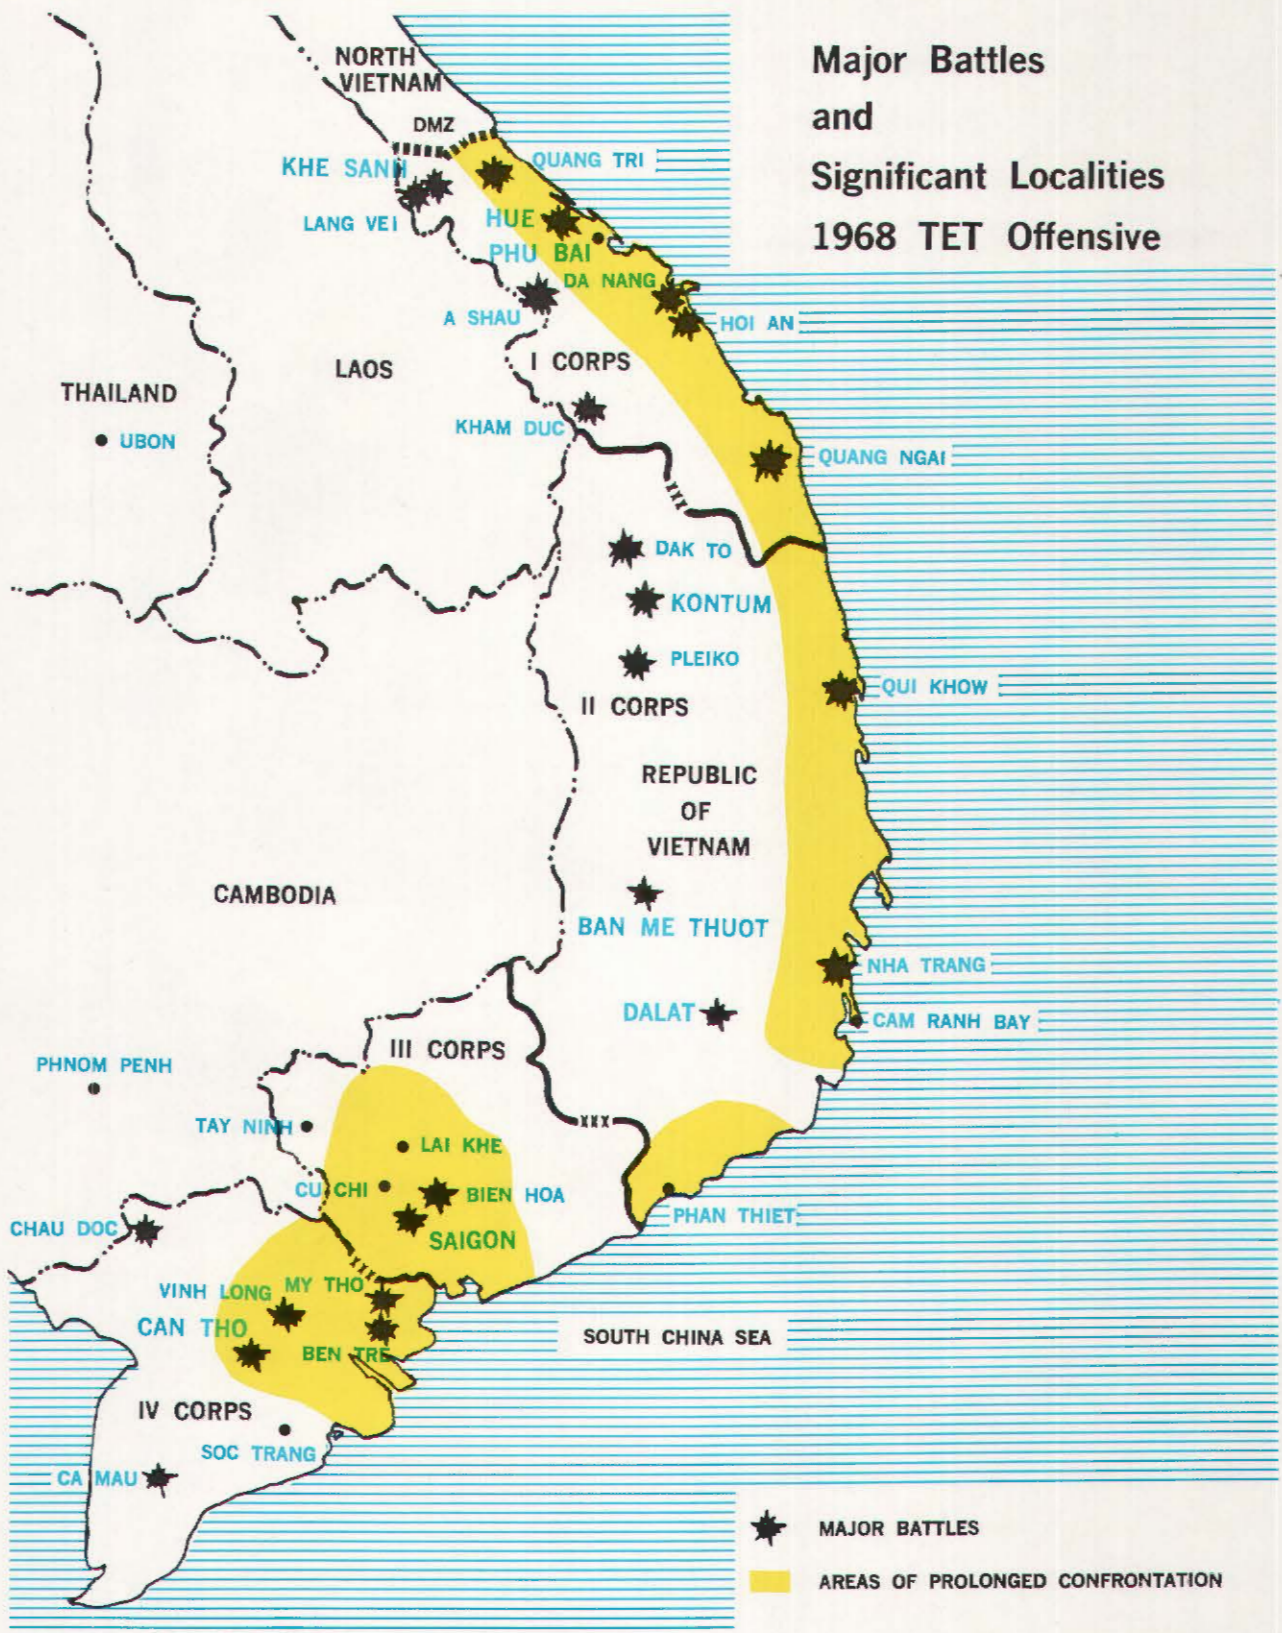 Major Battles
and
Significant Localities
1968 TET Offensive
NORTH
VIETNAM
DMZ
KHE SANH
QUANG TRI
LANG VEI
HUE
PHU BAI
DA NANG
A SHAU
HOI AN
I CORPS
LAOS
THAILAND
UBON
KHAM DUC
QUANG NGAI
XXX
DAK TO
KONTUM
PLEIKO
QUI KHOW
II CORPS
REPUBLIC
OF
VIETNAM
CAMBODIA
BAN ME THUOT
NHA TRANG
DALAT
CAM RANH BAY
III CORPS
PHNOM PENH
TAY NINH
XXX
LAI KHE
CU CHI
BIEN HOA
PHAN THIET
CHAU DOC
SAIGON
XXX
VINH LONG
MY THO
CAN THO
SOUTH CHINA SEA
BEN TRE
IV CORPS
SOC TRANG
CA MAU
MAJOR BATTLES
AREAS OF PROLONGED CONFRONTATION